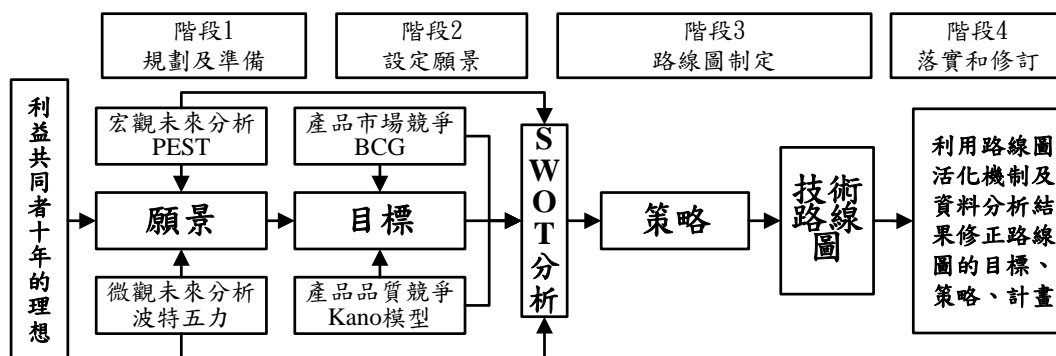 階段1
規劃及準備
階段2
設定願景
階段3
路線圖制定
階段4
落實和修訂
利益共同者十年的理想
宏觀未來分析
PEST
願景
微觀未來分析
波特五力
產品市場競爭
BCG
目標
產品品質競爭
Kano模型
SWOT分析
策略
技術
路線
圖
利用路線圖
活化機制及
資料分析結
果修正路線
圖的目標、
策略、計畫